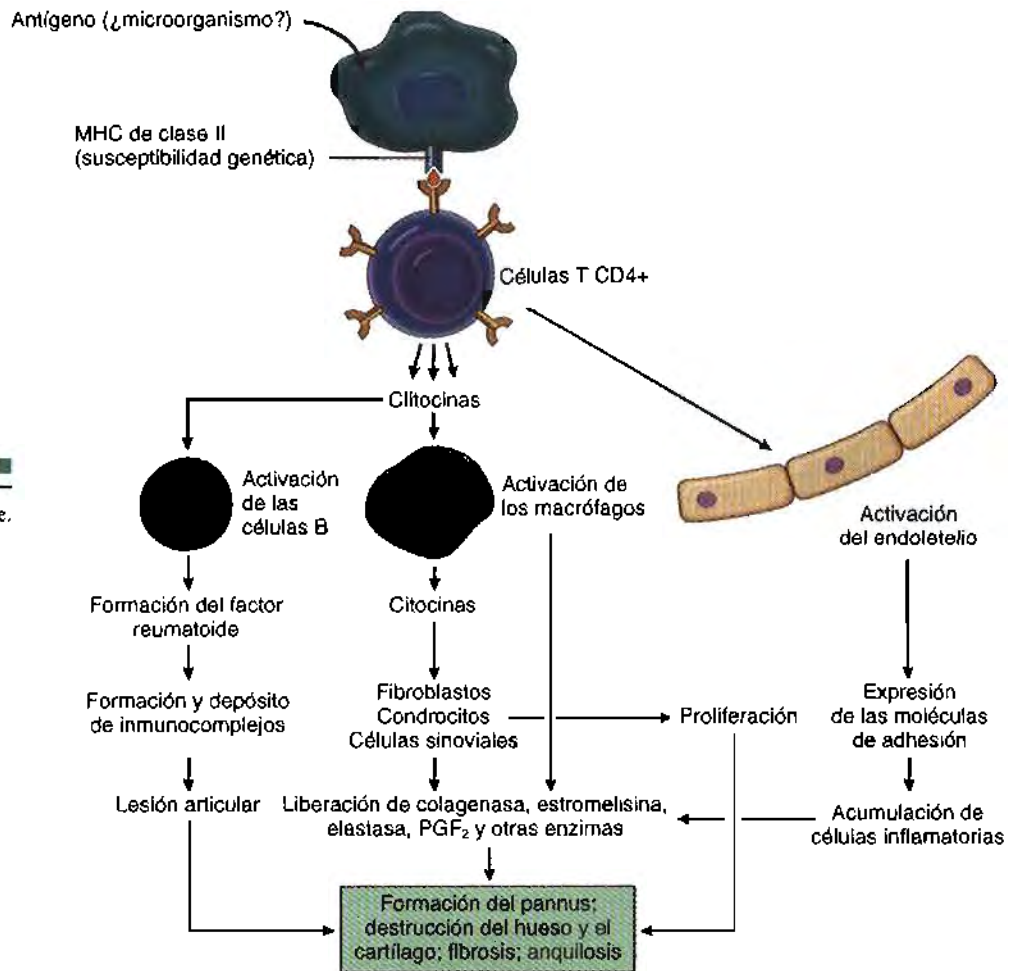 Antígeno (¿microorganismo?)
MHC de clase II
(susceptibilidad genética)
Células T CD4+
Clitocinas
Activación
de las
células B
Activación de
los macrófagos
Activación
del endoletelio
Formación del factor
reumatoide
Citocinas
Formación y depósito
de inmunocomplejos
Fibroblastos
Condrocitos
Células sinoviales
Proliferación
Expresión
de las moléculas
de adhesión
Lesión articular
Liberación de colagenasa, estromelisina,
elastasa, PGF₂ y otras enzimas
Acumulación de
células inflamatorias
Formación del pannus;
destrucción del hueso y el
cartílago; fibrosis; anquilosis